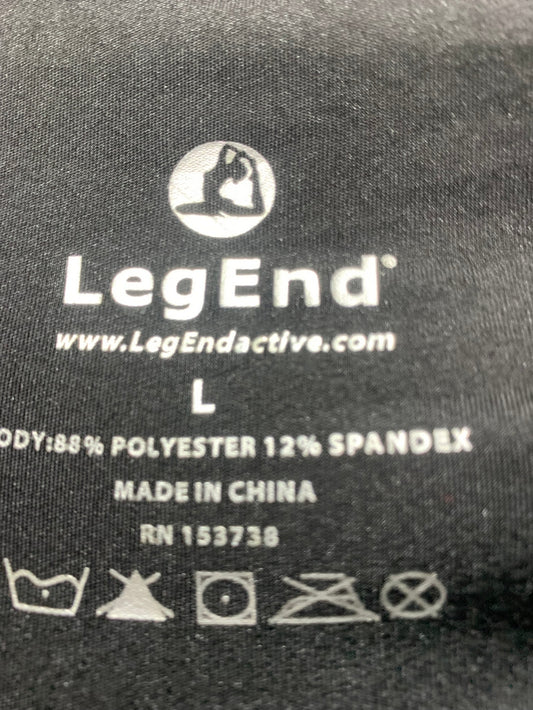 LegEnd®
www.LegEndactive.com
L
ODY:88% POLYESTER 12% SPANDEX
MADE IN CHINA
RN 153738